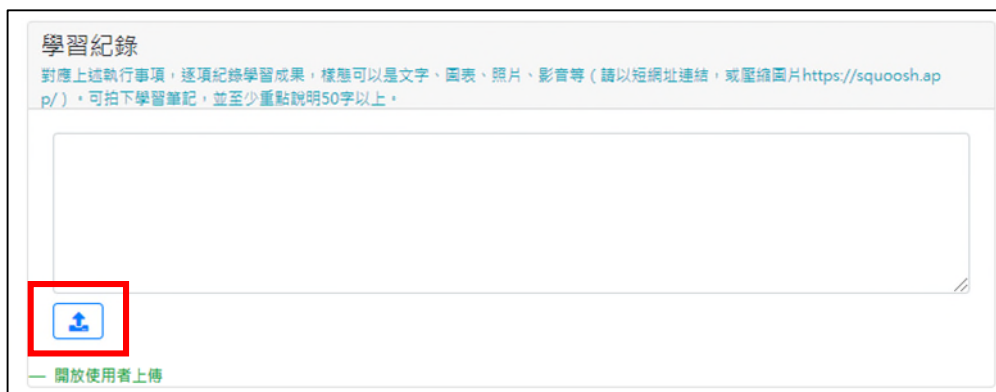 學習紀錄
對應上述執行事項，逐項紀錄學習成果，樣態可以是文字、圖表、照片、影音等（請以短網址連結，或壓縮圖片https://squoosh.ap
p/）。可拍下學習筆記，並至少重點說明50字以上。
— 開放使用者上傳